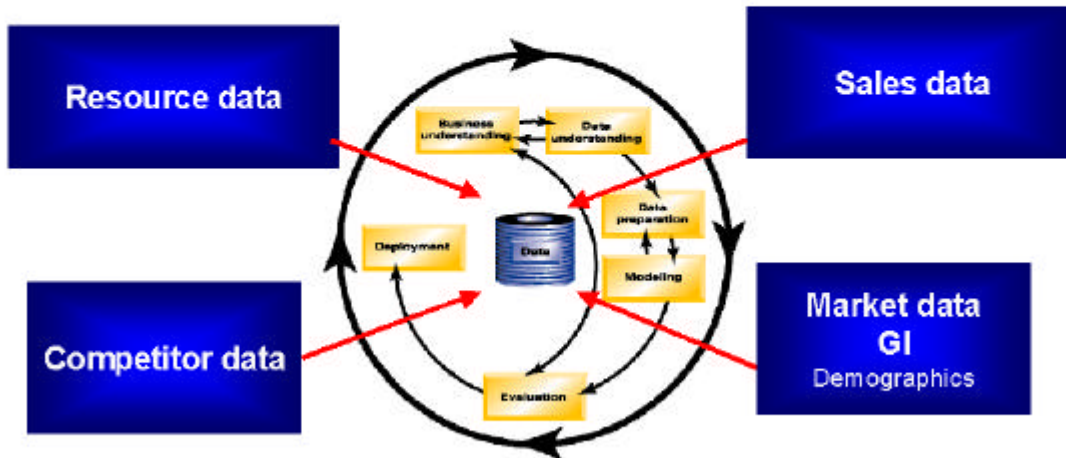 Resource data
Sales data
Business
understanding
Data
understanding
Data
preparation
Deployment
Data
Modeling
Competitor data
Market data
GI
Demographics
Evaluation